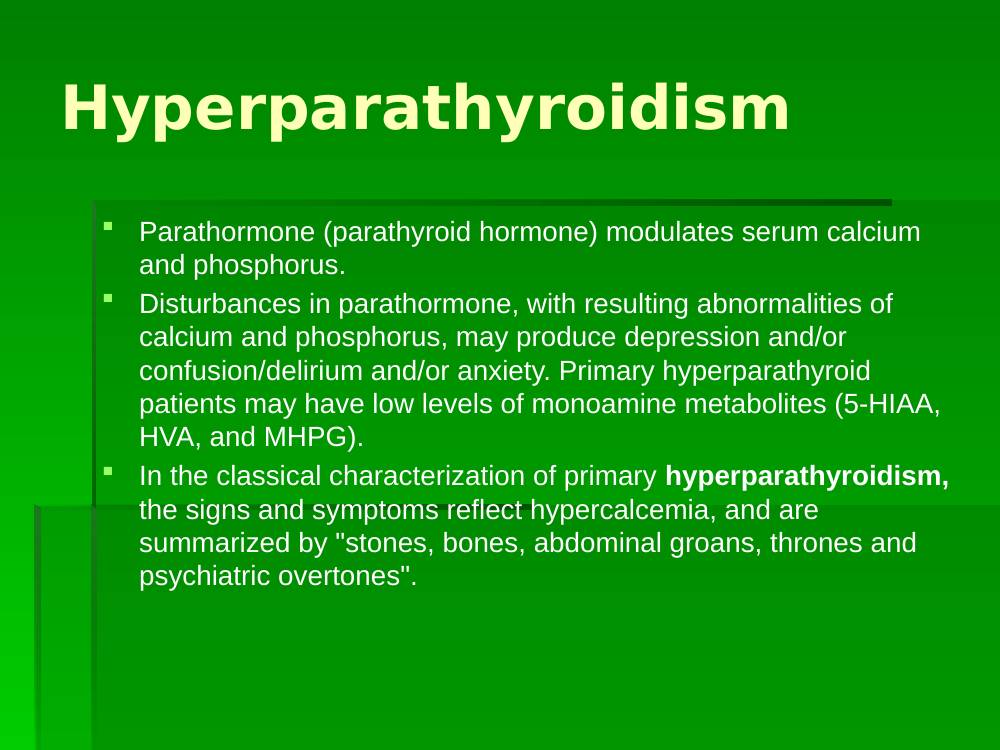 Hyperparathyroidism
Parathormone (parathyroid hormone) modulates serum calcium
and phosphorus.
Disturbances in parathormone, with resulting abnormalities of
calcium and phosphorus, may produce depression and/or
confusion/delirium and/or anxiety. Primary hyperparathyroid
patients may have low levels of monoamine metabolites (5-HIAA,
HVA, and MHPG).
In the classical characterization of primary hyperparathyroidism,
the signs and symptoms reflect hypercalcemia, and are
summarized by "stones, bones, abdominal groans, thrones and
psychiatric overtones".